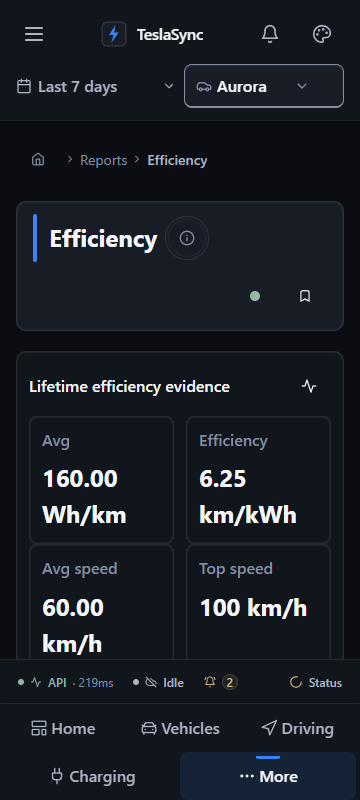 TeslaSync
Last 7 days
Aurora
Reports
Efficiency
Efficiency
Lifetime efficiency evidence
Avg
160.00
Wh/km
Efficiency
6.25
km/kWh
Avg speed
60.00
km/h
Top speed
100 km/h
API · 219ms
Idle
2
Status
Home
Vehicles
Driving
Charging
More